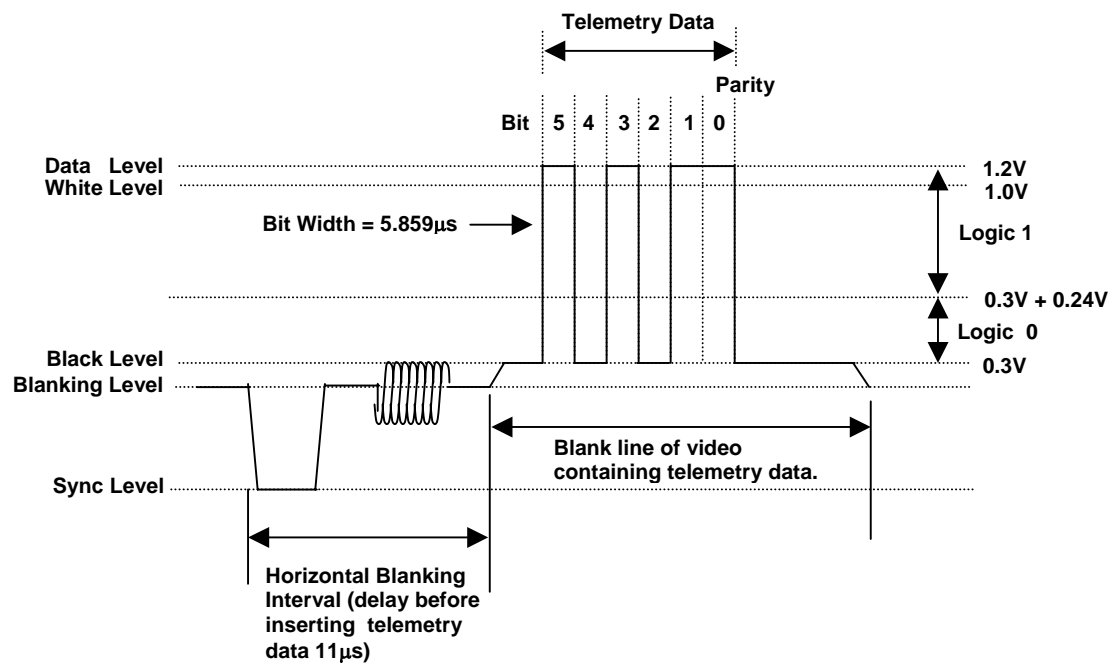 Telemetry Data
Parity
Bit 5 4 3 2 1 0
Data Level
1.2V
White Level
1.0V
Bit Width = 5.859μs
Logic 1
0.3V + 0.24V
Logic 0
Black Level
0.3V
Blanking Level
Blank line of video
containing telemetry data.
Sync Level
Horizontal Blanking
Interval (delay before
inserting telemetry
data 11μs)